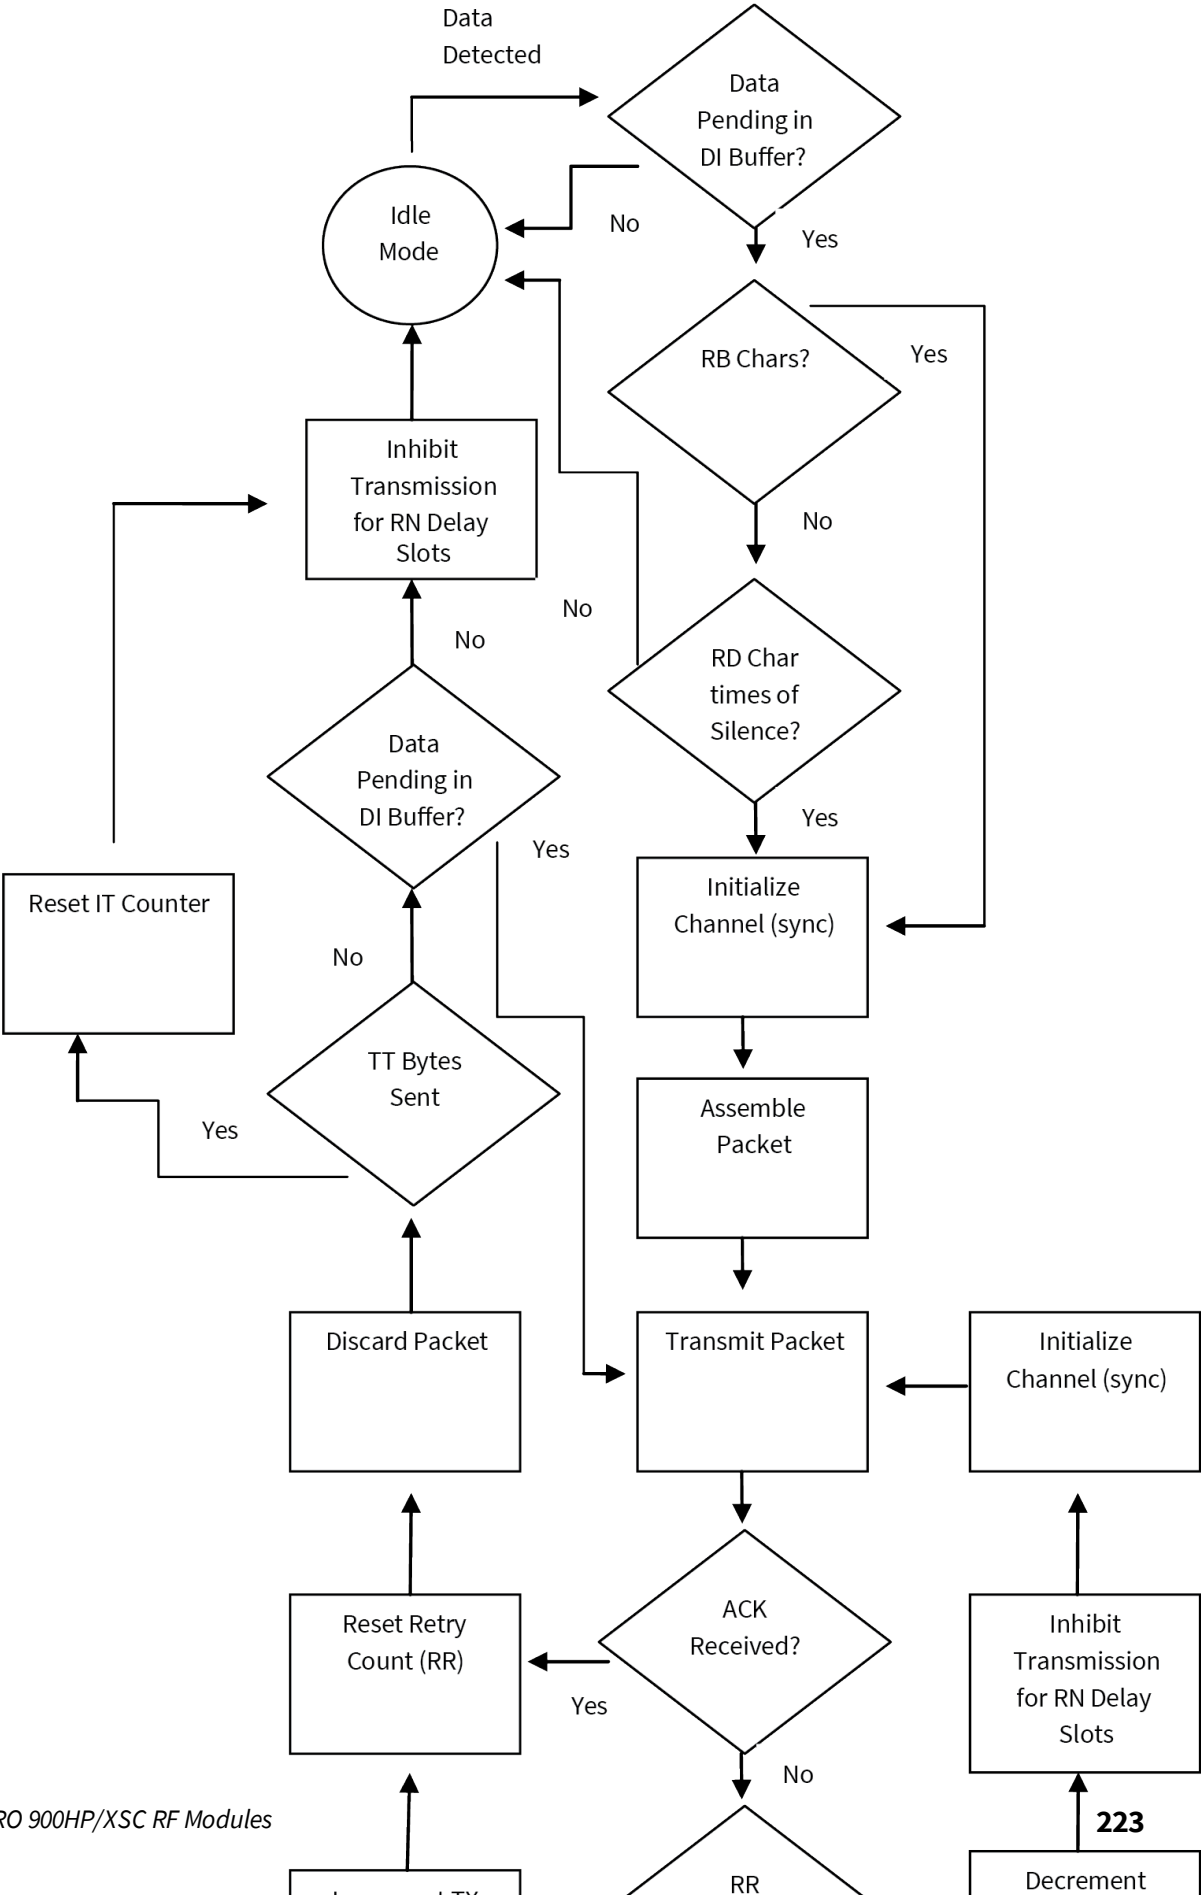 Data
Detected
Data
Pending in
DI Buffer?
Idle
Mode
No
Yes
RB Chars?
Yes
Inhibit
Transmission
for RN Delay
Slots
No
No
No
RD Char
times of
Silence?
Data
Pending in
DI Buffer?
Yes
Yes
Reset IT Counter
Initialize
Channel (sync)
No
TT Bytes
Sent
Assemble
Packet
Yes
Discard Packet
Transmit Packet
Initialize
Channel (sync)
ACK
Received?
Reset Retry
Count (RR)
Inhibit
Transmission
for RN Delay
Slots
Yes
No
RO 900HP/XSC RF Modules
223
RR
Decrement